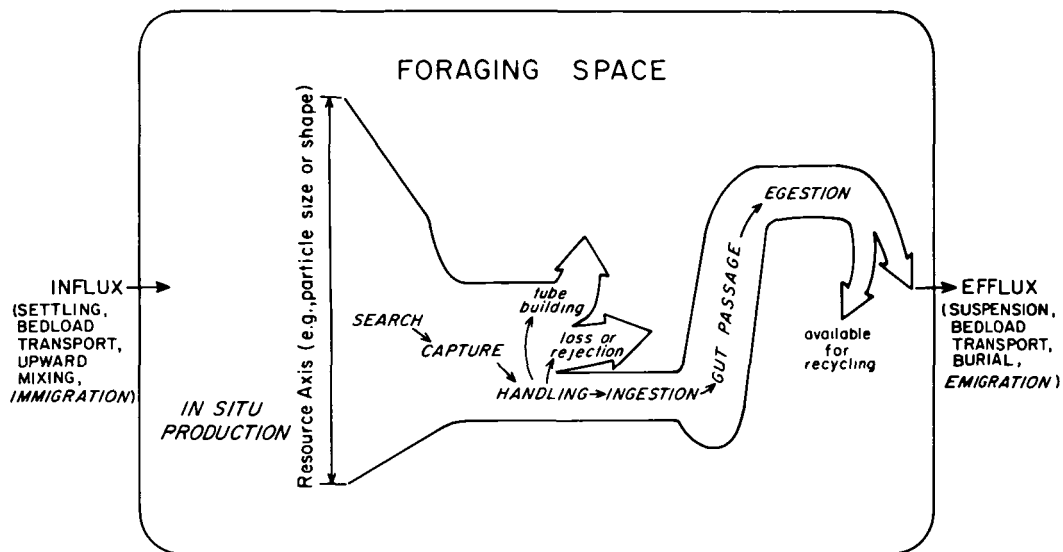 FORAGING SPACE
Resource Axis (e.g., particle size or shape)
INFLUX
(SETTLING,
BEDLOAD
TRANSPORT,
UPWARD
MIXING,
IMMIGRATION)
IN SITU
PRODUCTION
SEARCH
CAPTURE
tube
building
loss or
rejection
HANDLING
INGESTION
GUT PASSAGE
EGESTION
available
for
recycling
EFFLUX
(SUSPENSION,
BEDLOAD
TRANSPORT,
BURIAL,
EMIGRATION)